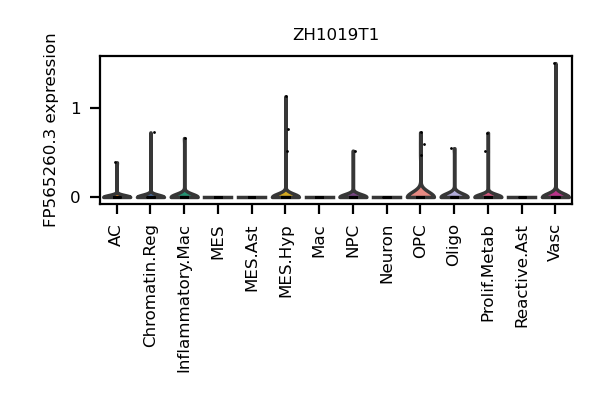 ZH1019T1
FP565260.3 expression
1
0
AC
Chromatin.Reg
Inflammatory.Mac
MES
MES.Ast
MES.Hyp
Mac
NPC
Neuron
OPC
Oligo
Prolif.Metab
Reactive.Ast
Vasc